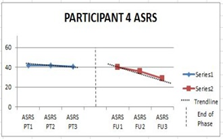 PARTICIPANT 4 ASRS
60
40
20
0
ASRS ASRS ASRS ASRS ASRS ASRS
PT1 PT2 PT3 FU1 FU2 FU3
Series1
Series2
Trendline
End of
Phase